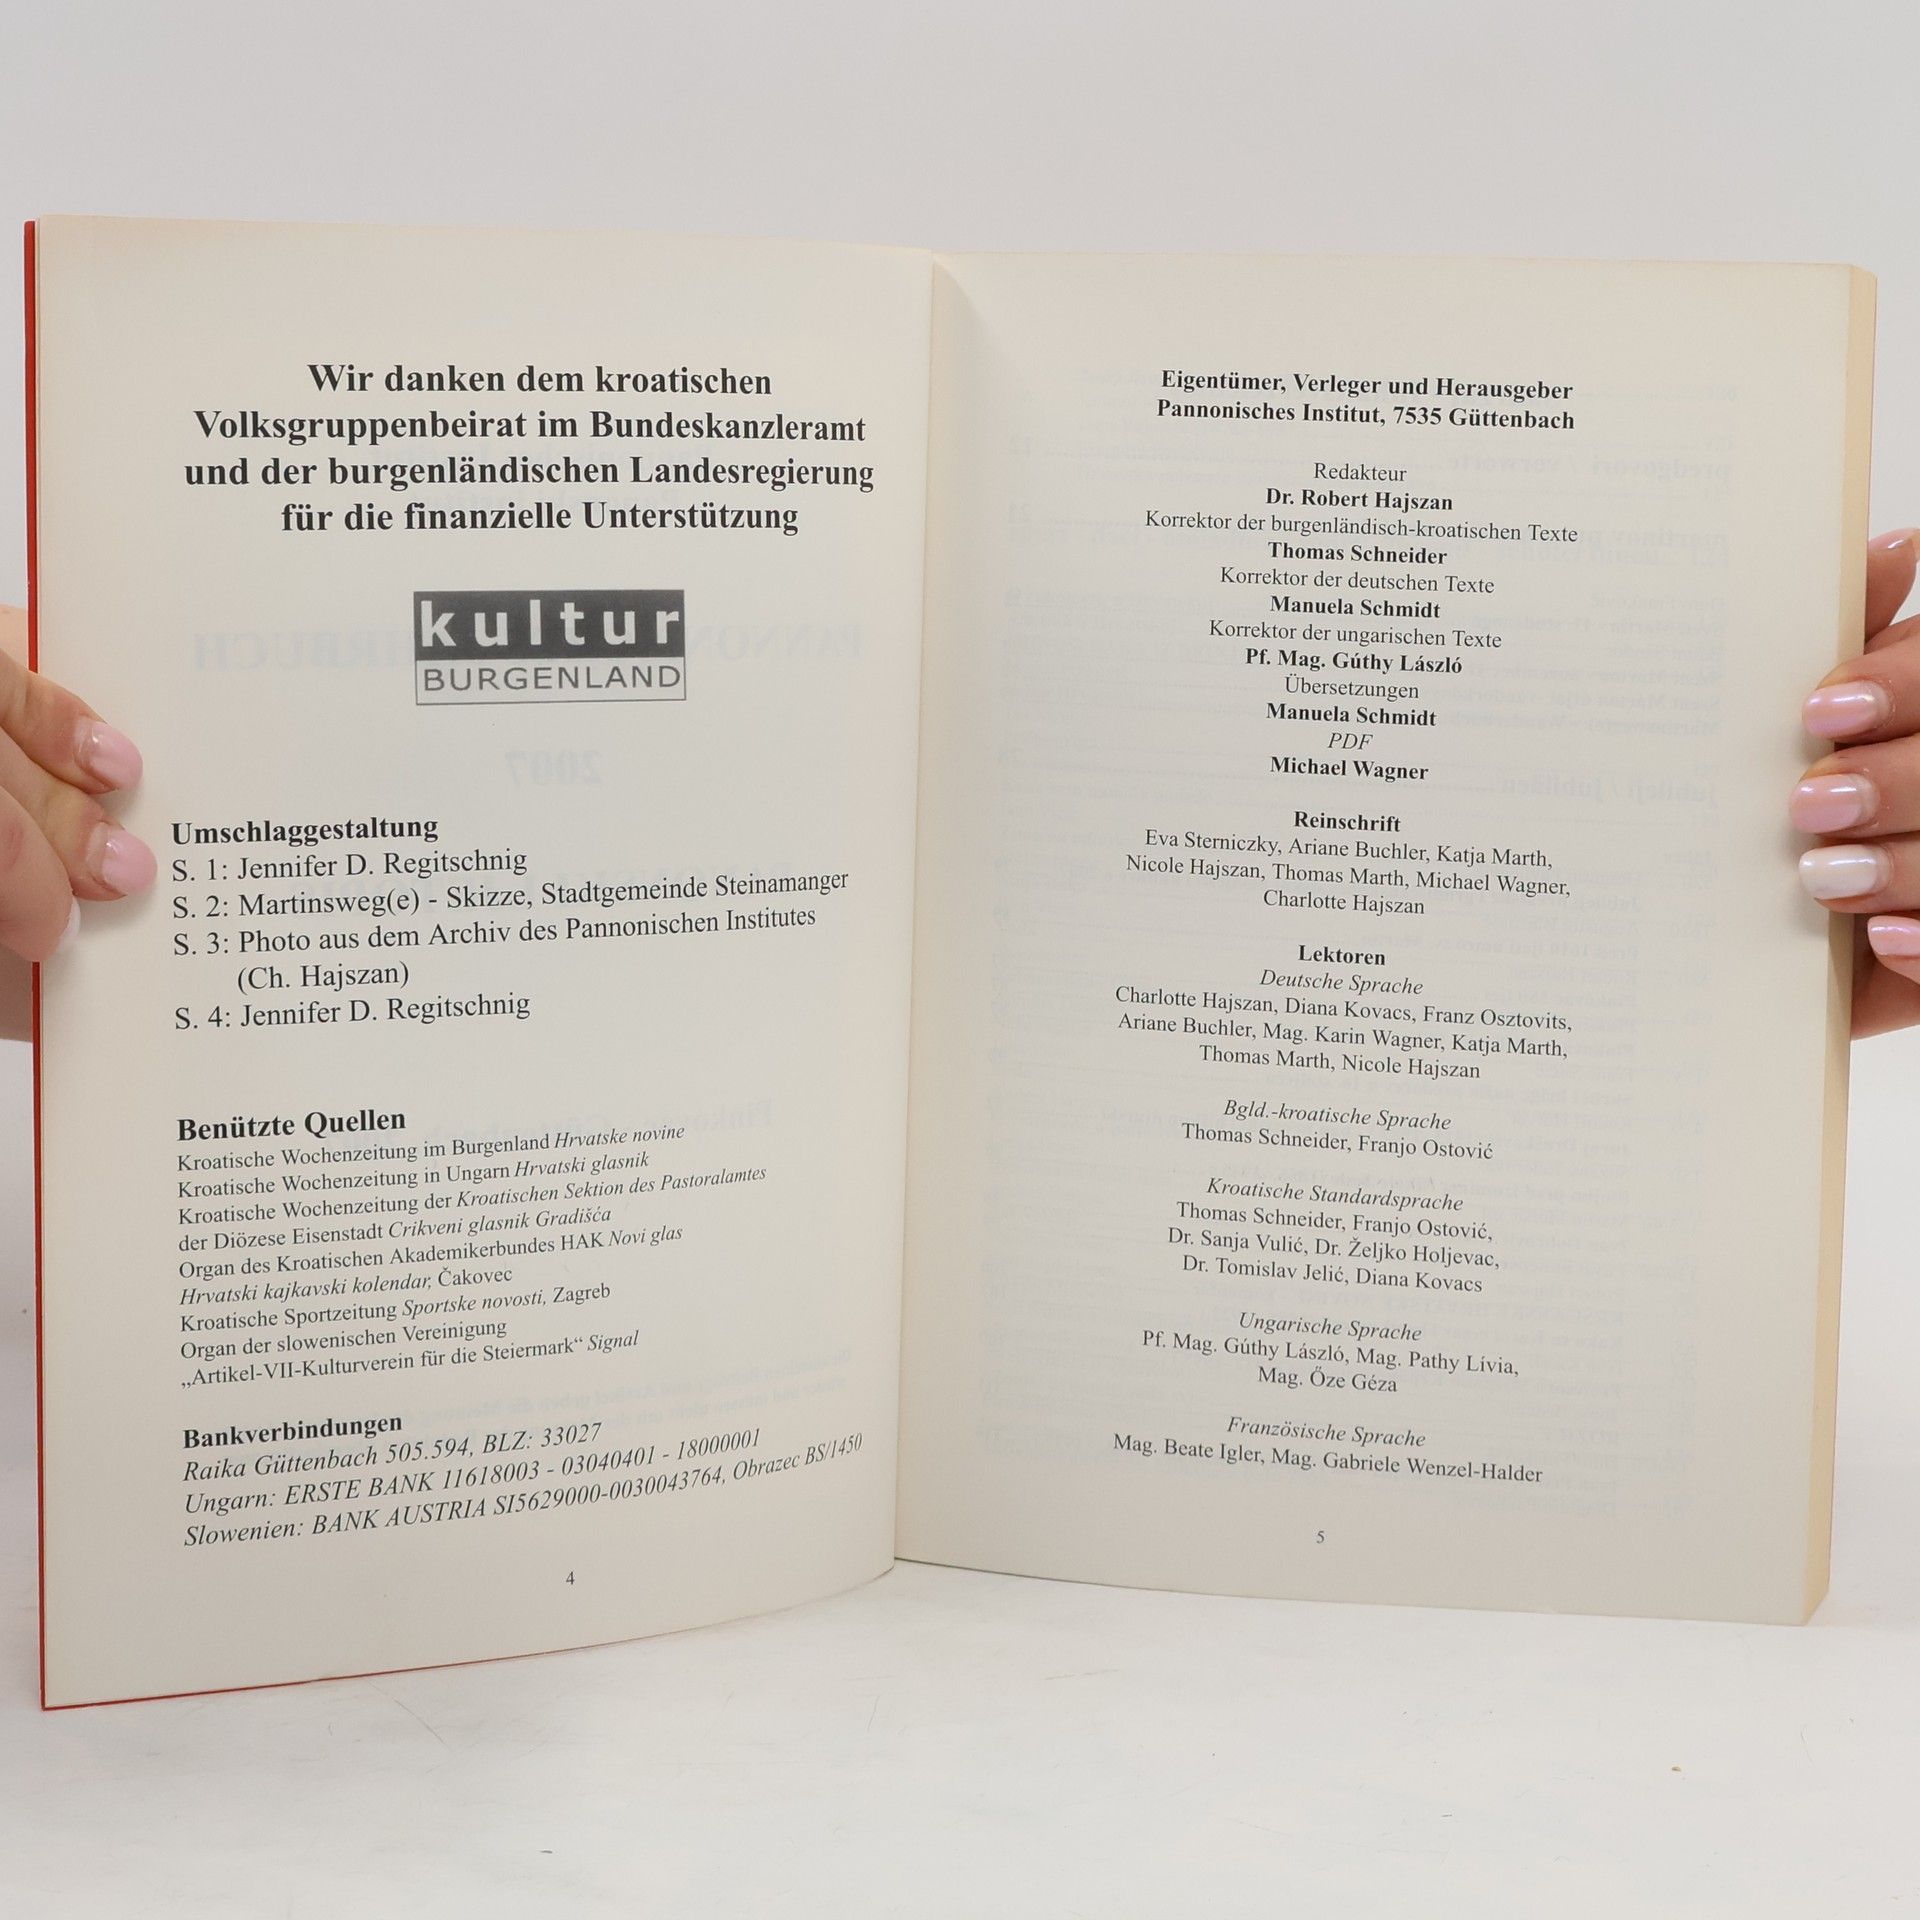 Wir danken dem kroatischen
Volksgruppenbeirat im Bundeskanzleramt
und der burgenländischen Landesregierung
für die finanzielle Unterstützung
kultur
BURGENLAND
Umschlaggestaltung
S. 1: Jennifer D. Regitschnig
S. 2: Martinsweg(e) - Skizze, Stadtgemeinde Steinamanger
S. 3: Photo aus dem Archiv des Pannonischen Institutes
(Ch. Hajszan)
S. 4: Jennifer D. Regitschnig
Benützte Quellen
Kroatische Wochenzeitung im Burgenland Hrvatske novine
Kroatische Wochenzeitung in Ungarn Hrvatski glasnik
Kroatische Wochenzeitung der Kroatischen Sektion des Pastoralamtes
der Diözese Eisenstadt Crikveni glasnik Gradišća
Organ des Kroatischen Akademikerbundes HAK Novi glas
Hrvatski kajkavski kolendar, Čakovec
Kroatische Sportzeitung Sportske novosti, Zagreb
Organ der slowenischen Vereinigung
„Artikel-VII-Kulturverein für die Steiermark“ Signal
Bankverbindungen
Raika Güttenbach 505.594, BLZ: 33027
Ungarn: ERSTE BANK 11618003 - 03040401 - 18000001
Slowenien: BANK AUSTRIA SI5629000-0030043764, Obrazec BS/1450
4
Eigentümer, Verleger und Herausgeber
Pannonisches Institut, 7535 Güttenbach
Redakteur
Dr. Robert Hajszan
Korrektor der burgenländisch-kroatischen Texte
Thomas Schneider
Korrektor der deutschen Texte
Manuela Schmidt
Korrektor der ungarischen Texte
Pf. Mag. Gúthy László
Übersetzungen
Manuela Schmidt
PDF
Michael Wagner
Reinschrift
Eva Sterniczky, Ariane Buchler, Katja Marth,
Nicole Hajszan, Thomas Marth, Michael Wagner,
Charlotte Hajszan
Lektoren
Deutsche Sprache
Charlotte Hajszan, Diana Kovacs, Franz Osztovits,
Ariane Buchler, Mag. Karin Wagner, Katja Marth,
Thomas Marth, Nicole Hajszan
Bgld.-kroatische Sprache
Thomas Schneider, Franjo Ostović
Kroatische Standardsprache
Thomas Schneider, Franjo Ostović,
Dr. Sanja Vulić, Dr. Željko Holjevac,
Dr. Tomislav Jelić, Diana Kovacs
Ungarische Sprache
Pf. Mag. Gúthy László, Mag. Pathy Lívia,
Mag. Őze Géza
Französische Sprache
Mag. Beate Igler, Mag. Gabriele Wenzel-Halder
5